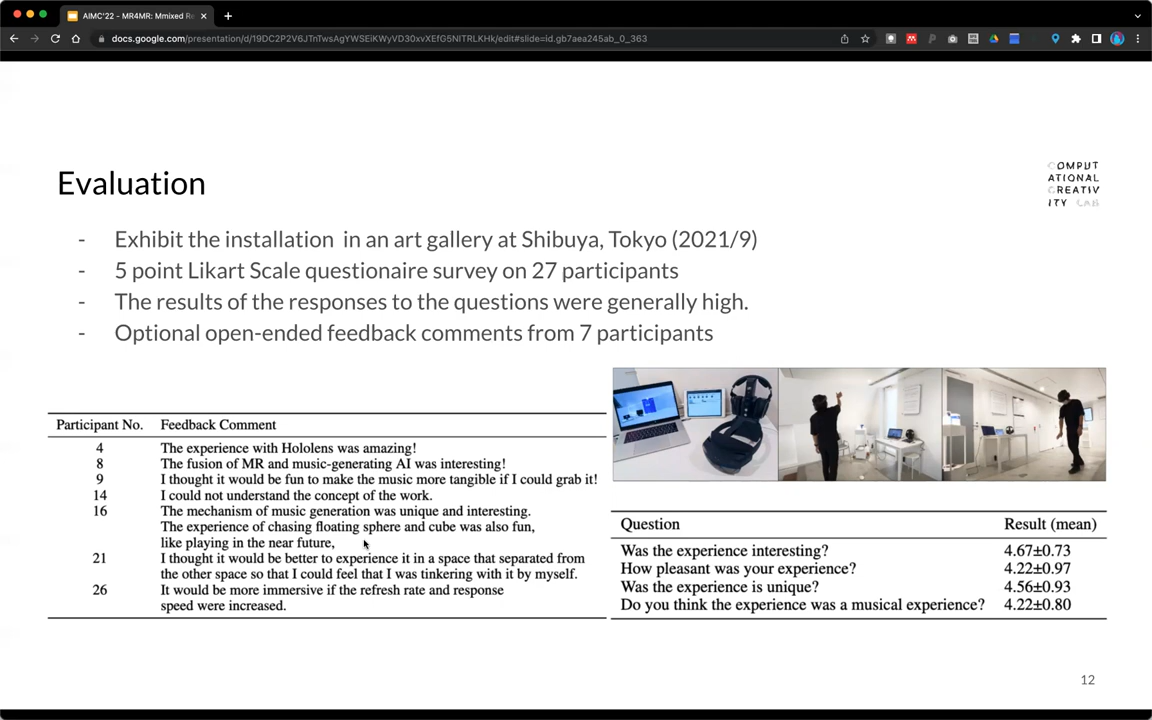 AIMC'22 - MR4MR: Mmixed Re
docs.google.com/presentation/d/19DC2P2V6JTnTwsAgYWSEiKWyVD30xvXEfG5NITRLKHk/edit#slide=id.gb7aea245ab_0_363
COMPUT
ATIONAL
CREATIV
ITY LAB
Evaluation
- Exhibit the installation in an art gallery at Shibuya, Tokyo (2021/9)
- 5 point Likart Scale questionaire survey on 27 participants
- The results of the responses to the questions were generally high.
- Optional open-ended feedback comments from 7 participants
Participant No. Feedback Comment
4 The experience with Hololens was amazing!
8 The fusion of MR and music-generating AI was interesting!
9 I thought it would be fun to make the music more tangible if I could grab it!
14 I could not understand the concept of the work.
16 The mechanism of music generation was unique and interesting.
The experience of chasing floating sphere and cube was also fun,
like playing in the near future,
21 I thought it would be better to experience it in a space that separated from
the other space so that I could feel that I was tinkering with it by myself.
26 It would be more immersive if the refresh rate and response
speed were increased.
Question Result (mean)
Was the experience interesting? 4.67±0.73
How pleasant was your experience? 4.22±0.97
Was the experience is unique? 4.56±0.93
Do you think the experience was a musical experience? 4.22±0.80
12